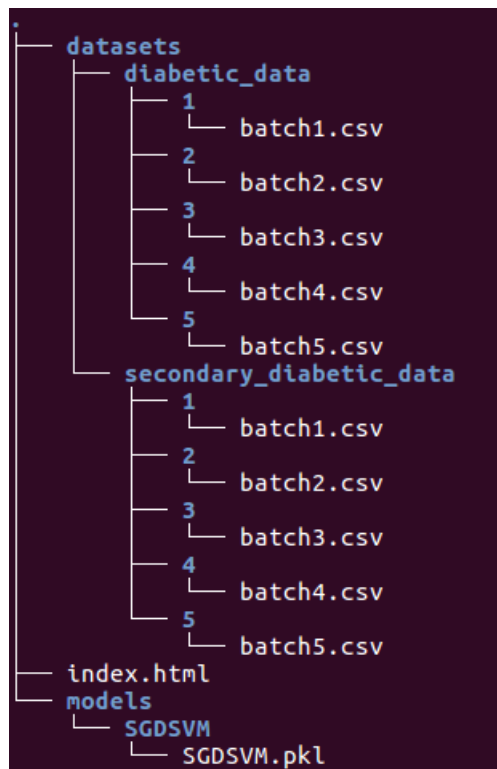 .
datasets
diabetic_data
1
batch1.csv
2
batch2.csv
3
batch3.csv
4
batch4.csv
5
batch5.csv
secondary_diabetic_data
1
batch1.csv
2
batch2.csv
3
batch3.csv
4
batch4.csv
5
batch5.csv
index.html
models
SGDSVM
SGDSVM.pkl